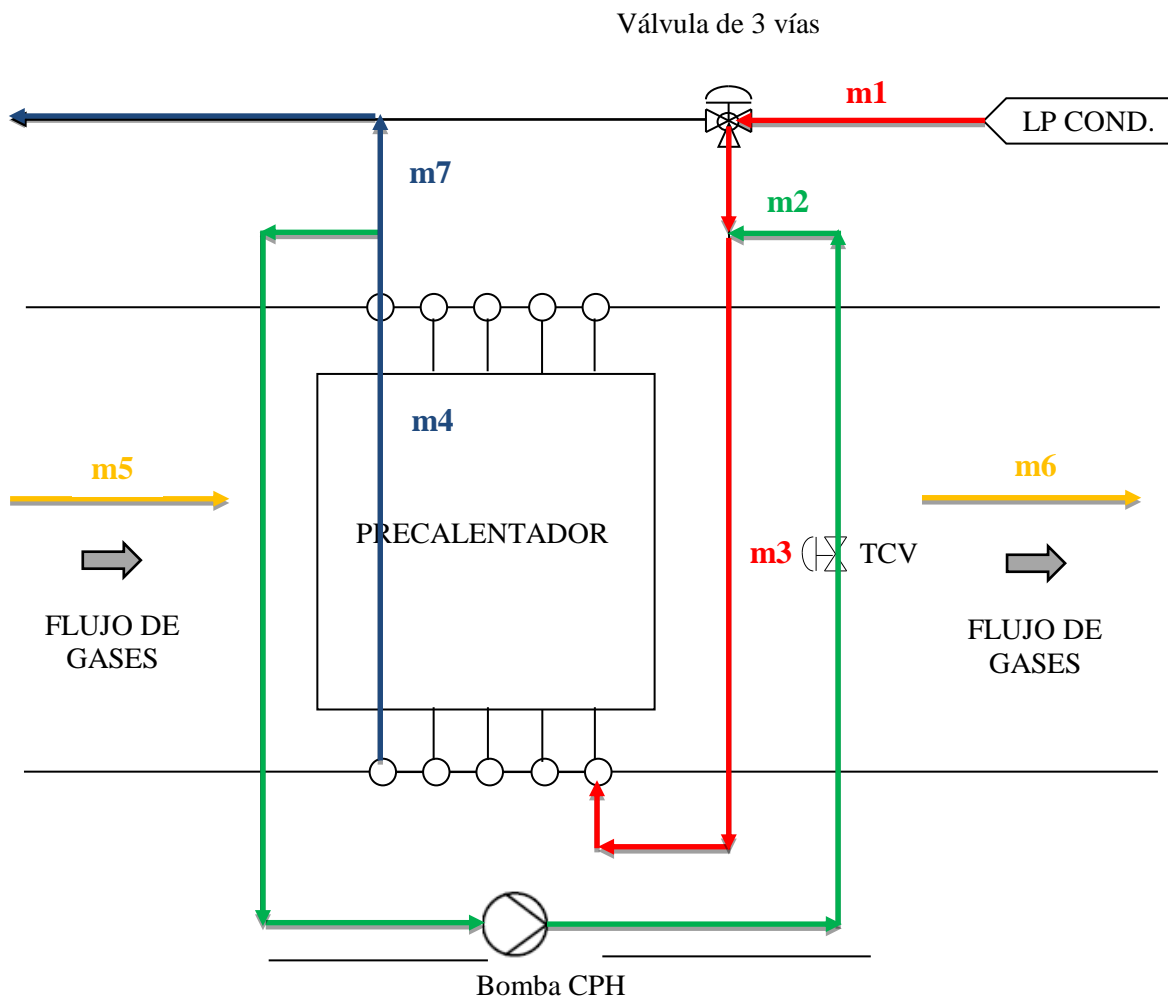 Válvula de 3 vías
m1
LP COND.
m7
m2
m4
m5
m6
PRECALENTADOR
m3
TCV
FLUJO DE
GASES
FLUJO DE
GASES
Bomba CPH